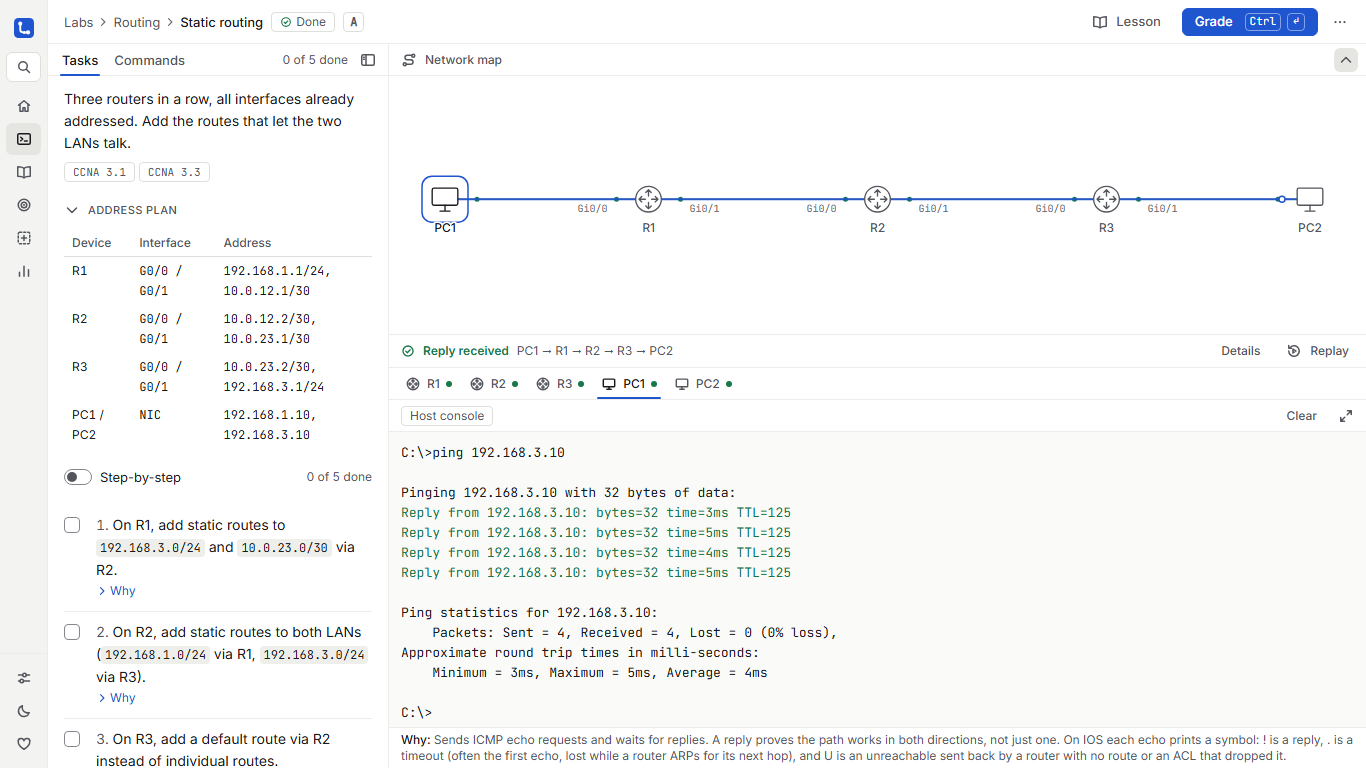 Labs > Routing > Static routing Done A
Lesson Grade Ctrl ↵ ···
Tasks Commands 0 of 5 done
Network map
Three routers in a row, all interfaces already
addressed. Add the routes that let the two
LANs talk.
CCNA 3.1 CCNA 3.3
ADDRESS PLAN
Device Interface Address
R1 G0/0 / 192.168.1.1/24,
G0/1 10.0.12.1/30
R2 G0/0 / 10.0.12.2/30,
G0/1 10.0.23.1/30
R3 G0/0 / 10.0.23.2/30,
G0/1 192.168.3.1/24
PC1 / NIC 192.168.1.10,
PC2 192.168.3.10
Step-by-step 0 of 5 done
1. On R1, add static routes to
192.168.3.0/24 and 10.0.23.0/30 via
R2.
> Why
2. On R2, add static routes to both LANs
(192.168.1.0/24 via R1, 192.168.3.0/24
via R3).
> Why
3. On R3, add a default route via R2
instead of individual routes.
Gi0/0 Gi0/1 Gi0/0 Gi0/1 Gi0/0 Gi0/1
PC1 R1 R2 R3 PC2
Reply received PC1 → R1 → R2 → R3 → PC2 Details Replay
R1 R2 R3 PC1 PC2
Host console Clear
C:\>ping 192.168.3.10
Pinging 192.168.3.10 with 32 bytes of data:
Reply from 192.168.3.10: bytes=32 time=3ms TTL=125
Reply from 192.168.3.10: bytes=32 time=5ms TTL=125
Reply from 192.168.3.10: bytes=32 time=4ms TTL=125
Reply from 192.168.3.10: bytes=32 time=5ms TTL=125
Ping statistics for 192.168.3.10:
Packets: Sent = 4, Received = 4, Lost = 0 (0% loss),
Approximate round trip times in milli-seconds:
Minimum = 3ms, Maximum = 5ms, Average = 4ms
C:\>
Why: Sends ICMP echo requests and waits for replies. A reply proves the path works in both directions, not just one. On IOS each echo prints a symbol: ! is a reply, . is a
timeout (often the first echo, lost while a router ARPs for its next hop), and U is an unreachable sent back by a router with no route or an ACL that dropped it.